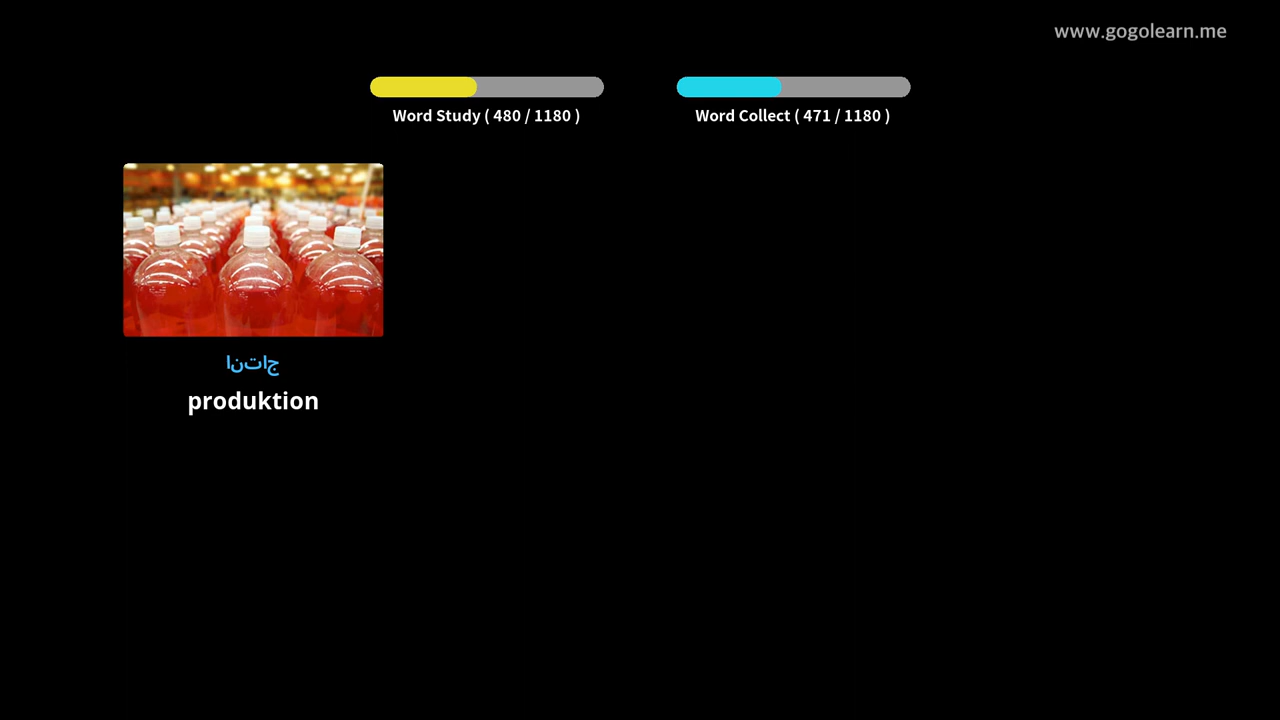 www.gogolearn.me
Word Study ( 480 / 1180 )
Word Collect ( 471 / 1180 )
انتاج
produktion